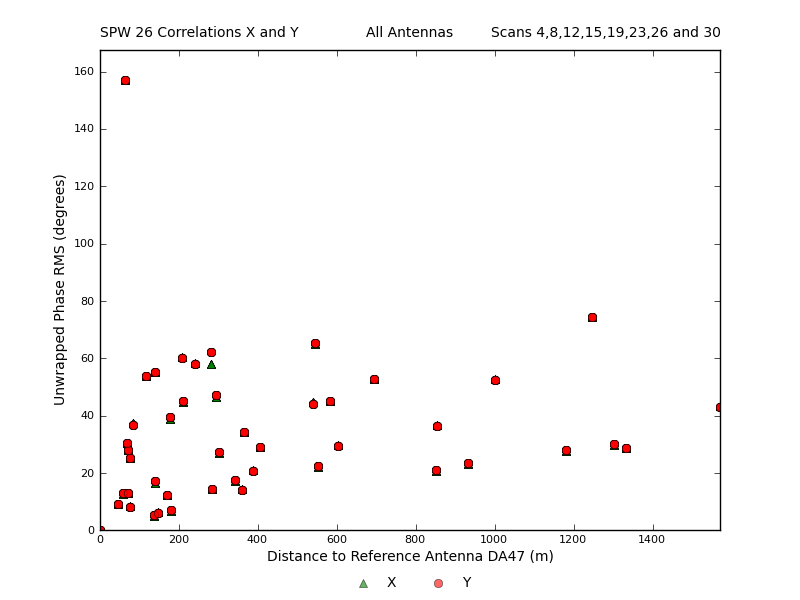 SPW 26 Correlations X and Y All Antennas Scans 4,8,12,15,19,23,26 and 30
160
140
120
100
80
60
40
20
0
Unwrapped Phase RMS (degrees)
0 200 400 600 800 1000 1200 1400
Distance to Reference Antenna DA47 (m)
X Y